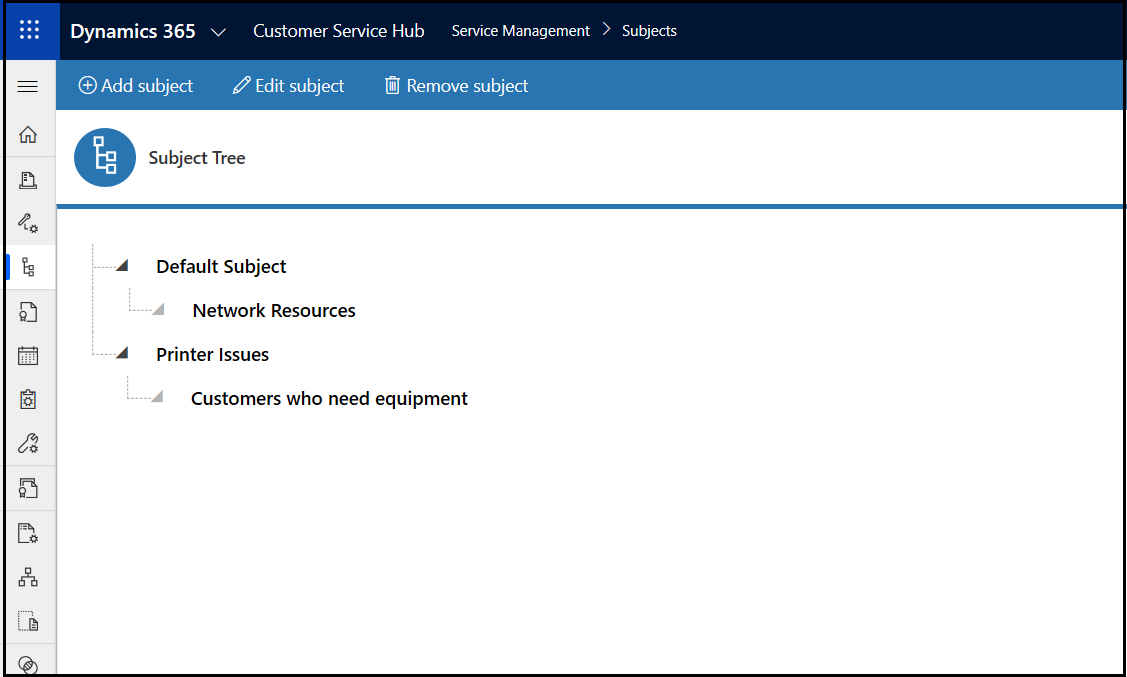 Dynamics 365 Customer Service Hub Service Management > Subjects
Add subject Edit subject Remove subject
Subject Tree
Default Subject
Network Resources
Printer Issues
Customers who need equipment